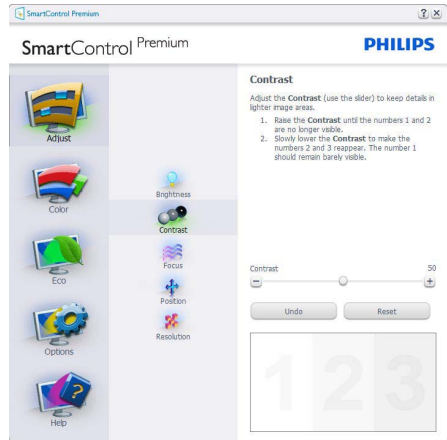 SmartControl Premium
? X
SmartControl Premium
PHILIPS
Adjust
Color
Eco
Options
Help
Brightness
Contrast
Focus
Position
Resolution
Contrast
Adjust the Contrast (use the slider) to keep details in
lighter image areas.
1. Raise the Contrast until the numbers 1 and 2
are no longer visible.
2. Slowly lower the Contrast to make the
numbers 2 and 3 reappear. The number 1
should remain barely visible.
Contrast 50
Undo Reset
1 2 3